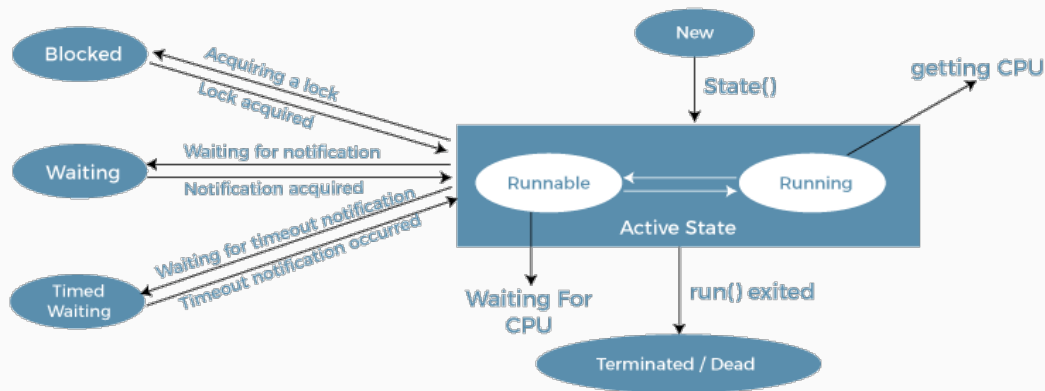 New
Blocked
Acquiring a lock
Lock acquired
State()
getting CPU
Waiting
Waiting for notification
Notification acquired
Runnable
Running
Active State
Timed
Waiting
Waiting for timeout notification
Timeout notification occurred
Waiting For
CPU
run() exited
Terminated / Dead